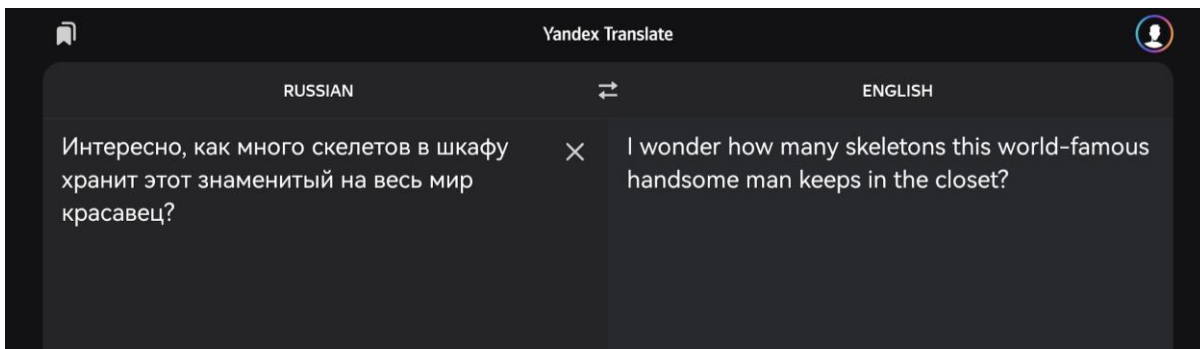 Yandex Translate
RUSSIAN
ENGLISH
Интересно, как много скелетов в шкафу
хранит этот знаменитый на весь мир
красавец?
I wonder how many skeletons this world-famous
handsome man keeps in the closet?